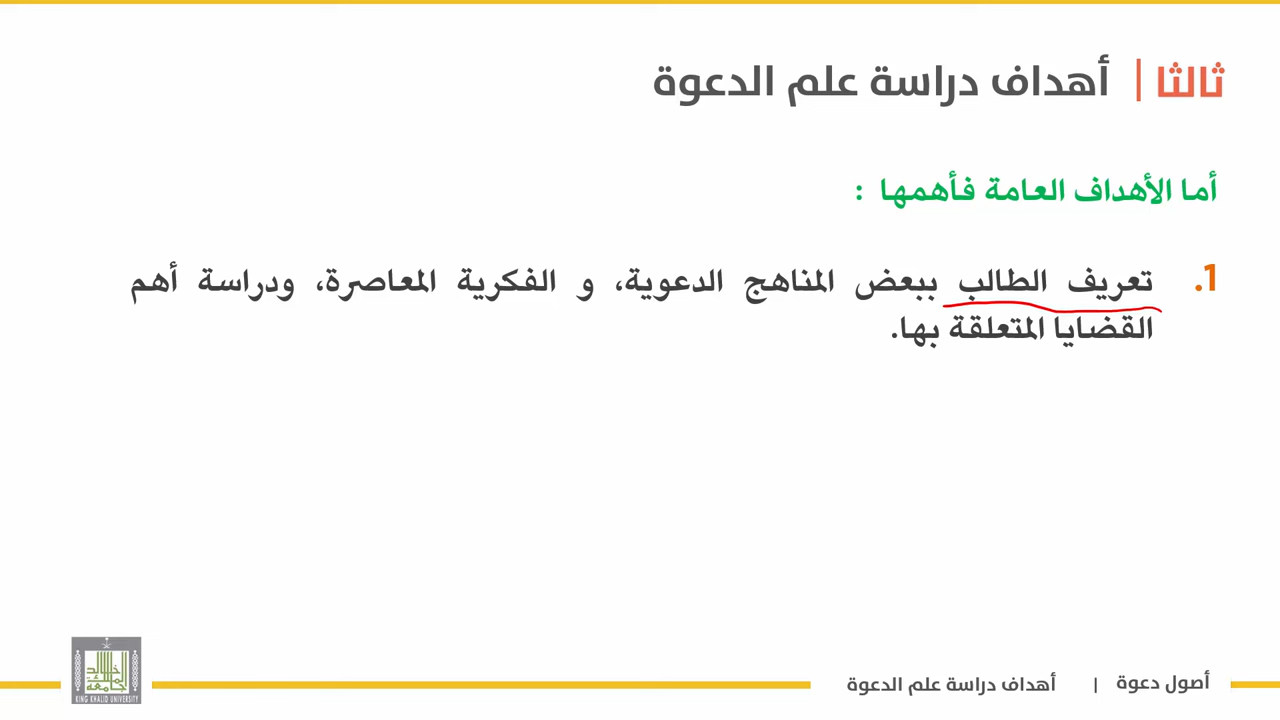 ثالثا | أهداف دراسة علم الدعوة
أما الأهداف العامة فأهمها :
1. تعريف الطالب ببعض المناهج الدعوية، و الفكرية المعاصرة، ودراسة أهم
القضايا المتعلقة بها.
أصول دعوة | أهداف دراسة علم الدعوة
جامعة الملك خالد
KING KHALID UNIVERSITY